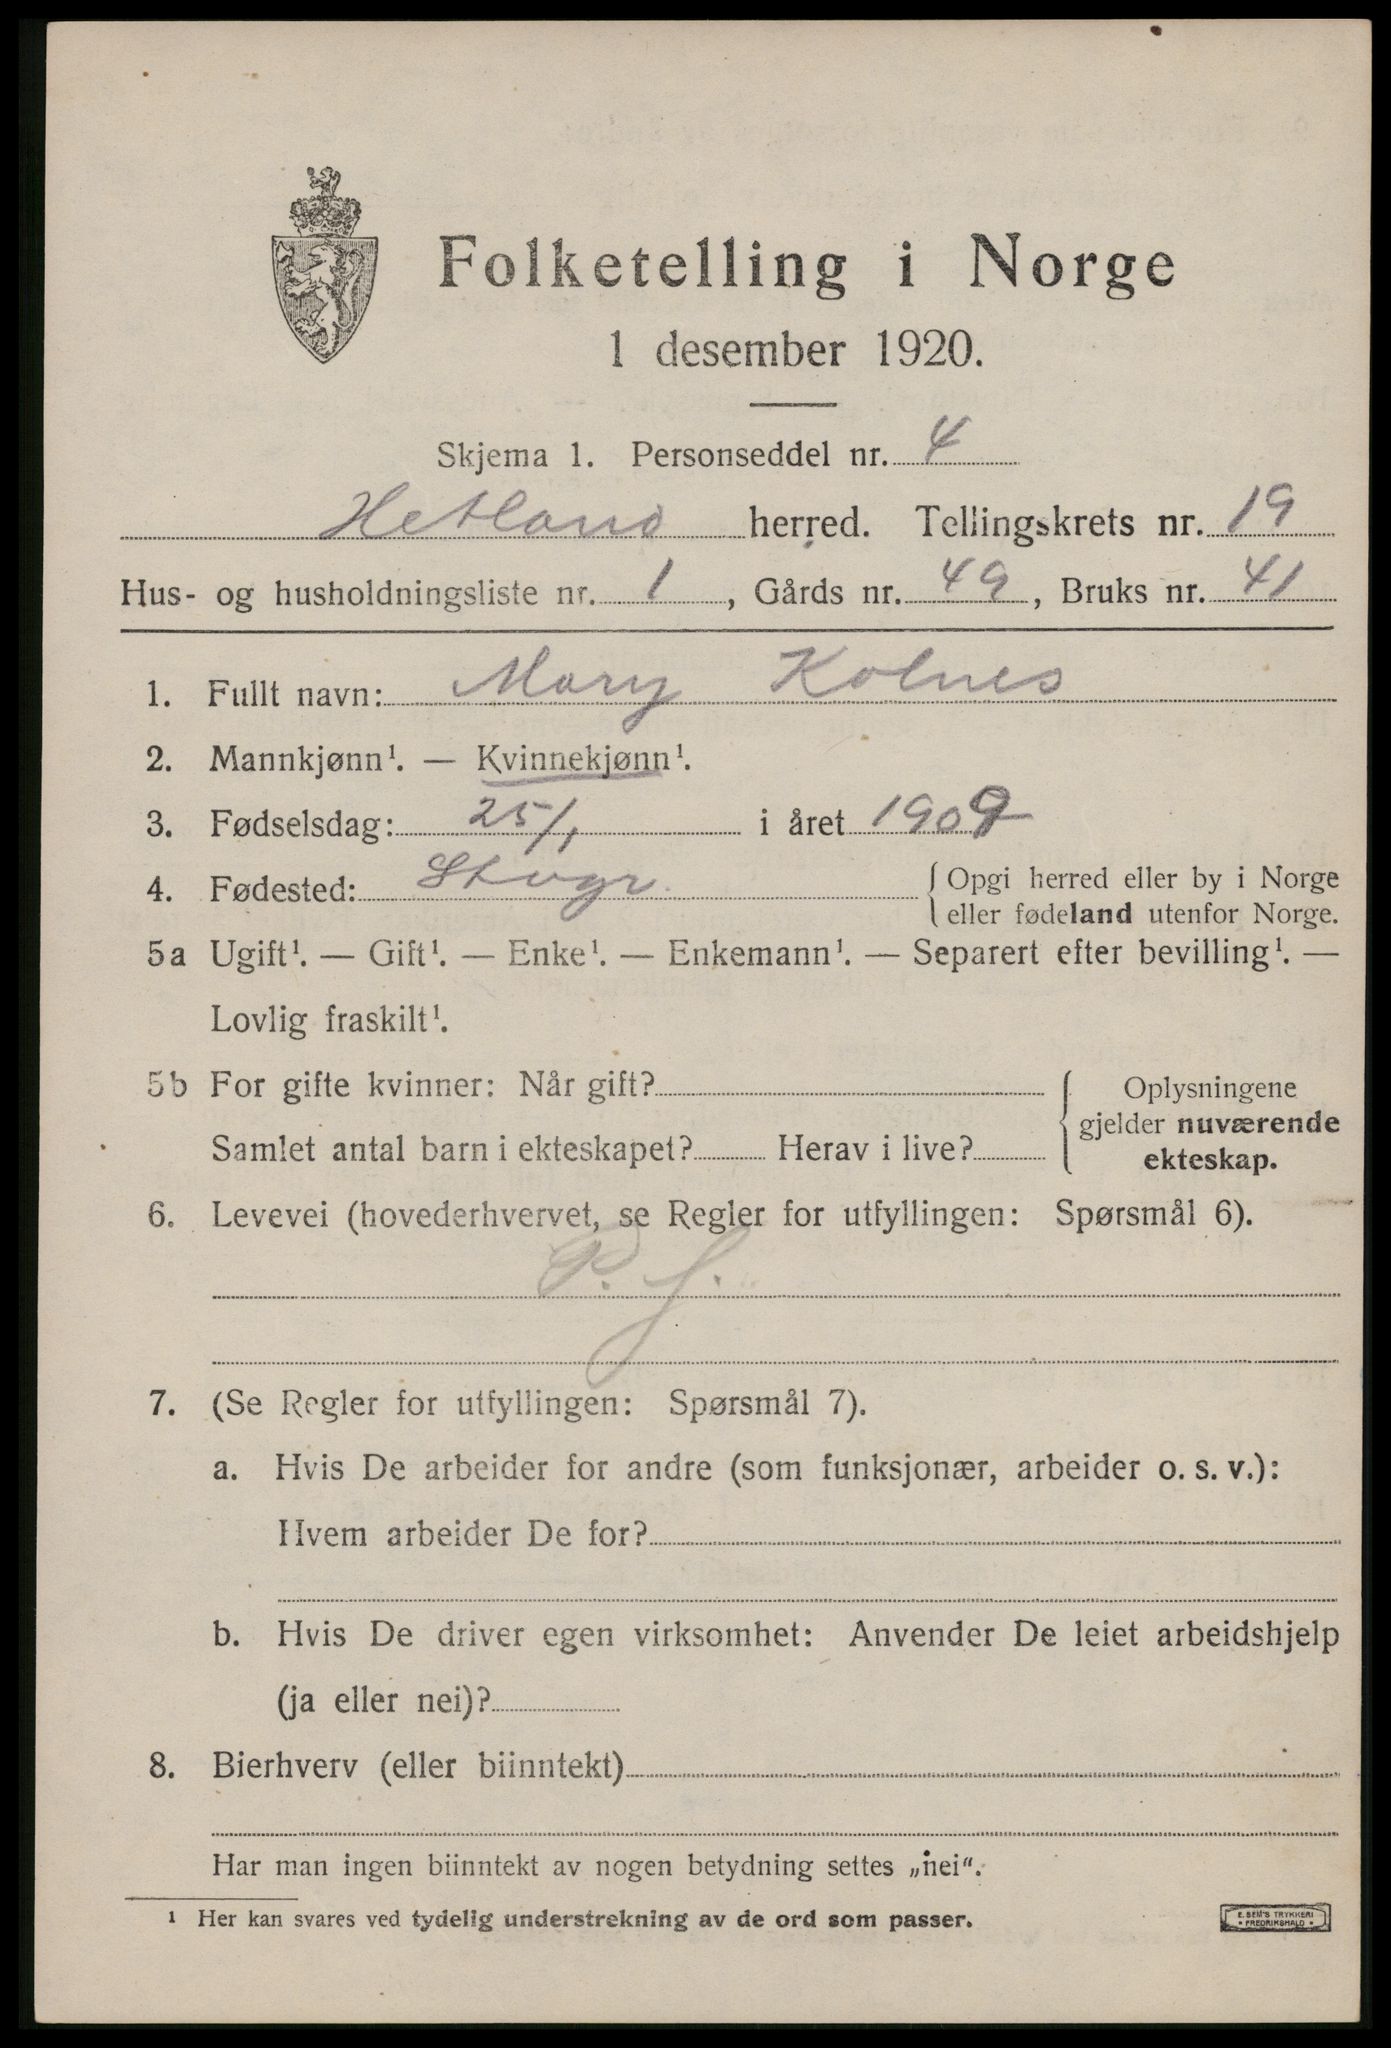 Folketelling i Norge
1 desember 1920.
Skjema 1. Personseddel nr. 4
Hetland herred. Tellingskrets nr. 19
Hus- og husholdningsliste nr. 1, Gårds nr. 49, Bruks nr. 41
1. Fullt navn: Mary Kolnes
2. Mannkjønn¹. — Kvinnekjønn¹.
3. Fødselsdag: 25/1 i året 1909
4. Fødested: Stvgr. {Opgi herred eller by i Norge
eller fødeland utenfor Norge.
5a Ugift¹. — Gift¹. — Enke¹. — Enkemann¹. — Separert efter bevilling¹. —
Lovlig fraskilt¹.
5b For gifte kvinner: Når gift? { Oplysningene
gjelder nuværende
Samlet antal barn i ekteskapet? Herav i live? ekteskap.
6. Levevei (hovederhvervet, se Regler for utfyllingen: Spørsmål 6).
P. f.
7. (Se Regler for utfyllingen: Spørsmål 7).
a. Hvis De arbeider for andre (som funksjonær, arbeider o. s. v.):
Hvem arbeider De for?
b. Hvis De driver egen virksomhet: Anvender De leiet arbeidshjelp
(ja eller nei)?
8. Bierhverv (eller biinntekt)
Har man ingen biinntekt av nogen betydning settes „nei“.
¹ Her kan svares ved tydelig understrekning av de ord som passer.
E. SEM'S TRYKKERI
• FREDRIKSHALD •